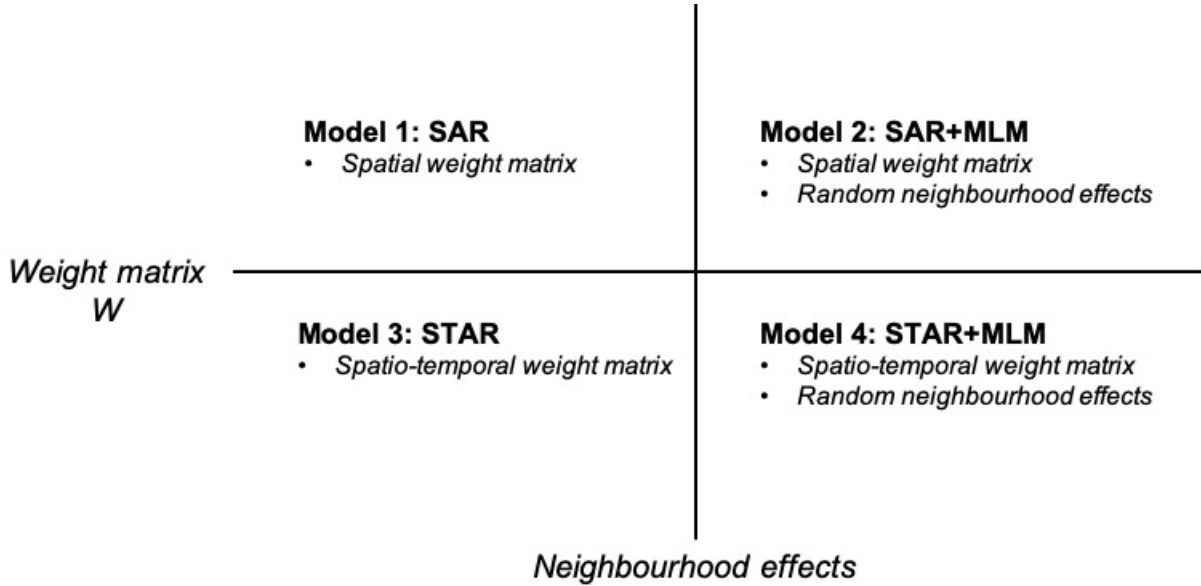 Model 1: SAR
• Spatial weight matrix
Model 2: SAR+MLM
• Spatial weight matrix
• Random neighbourhood effects
Weight matrix
W
Model 3: STAR
• Spatio-temporal weight matrix
Model 4: STAR+MLM
• Spatio-temporal weight matrix
• Random neighbourhood effects
Neighbourhood effects